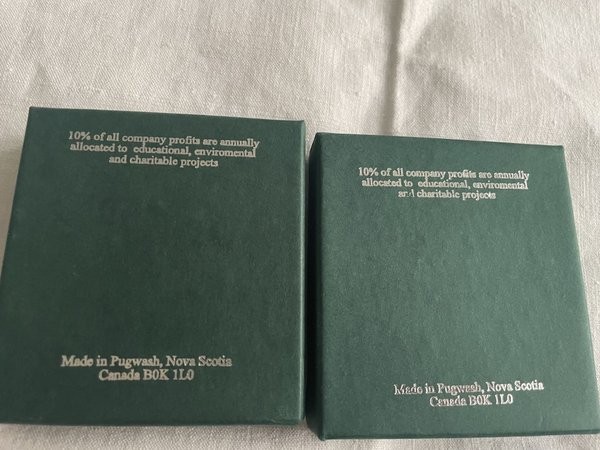 10% of all company profits are annually
allocated to educational, enviromental
and charitable projects
Made in Pugwash, Nova Scotia
Canada B0K 1L0
10% of all company profits are annually
allocated to educational, enviromental
and charitable projects
Made in Pugwash, Nova Scotia
Canada B0K 1L0